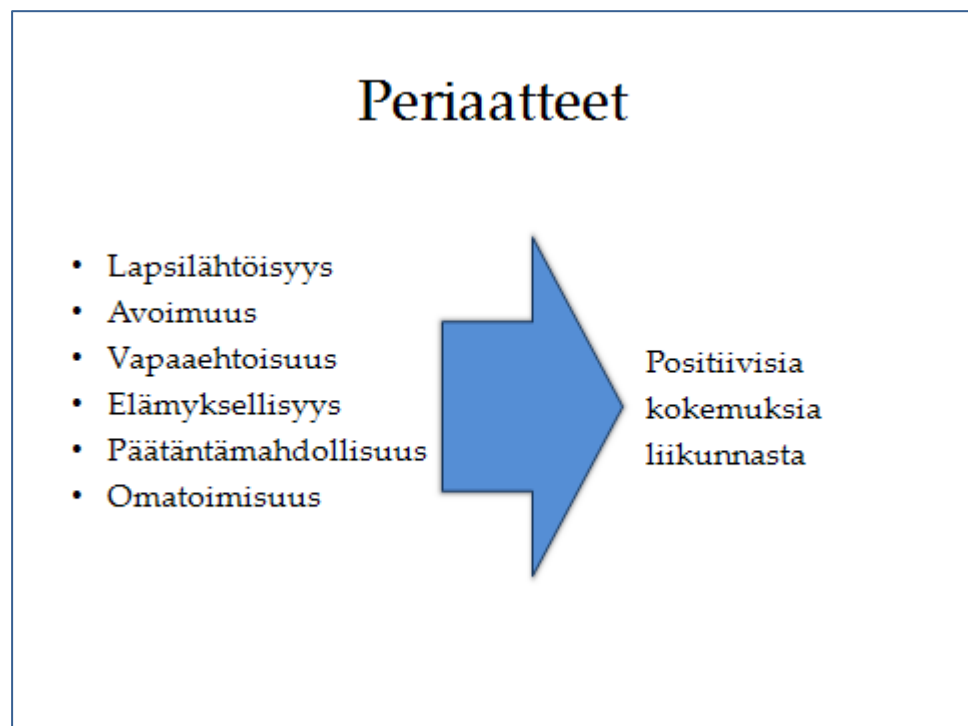 Periaatteet
• Lapsilähtöisyys
• Avoimuus
• Vapaaehtoisuus
• Elämyksellisyys
• Päätäntämahdollisuus
• Omatoimisuus
Positiivisia
kokemuksia
liikunnasta